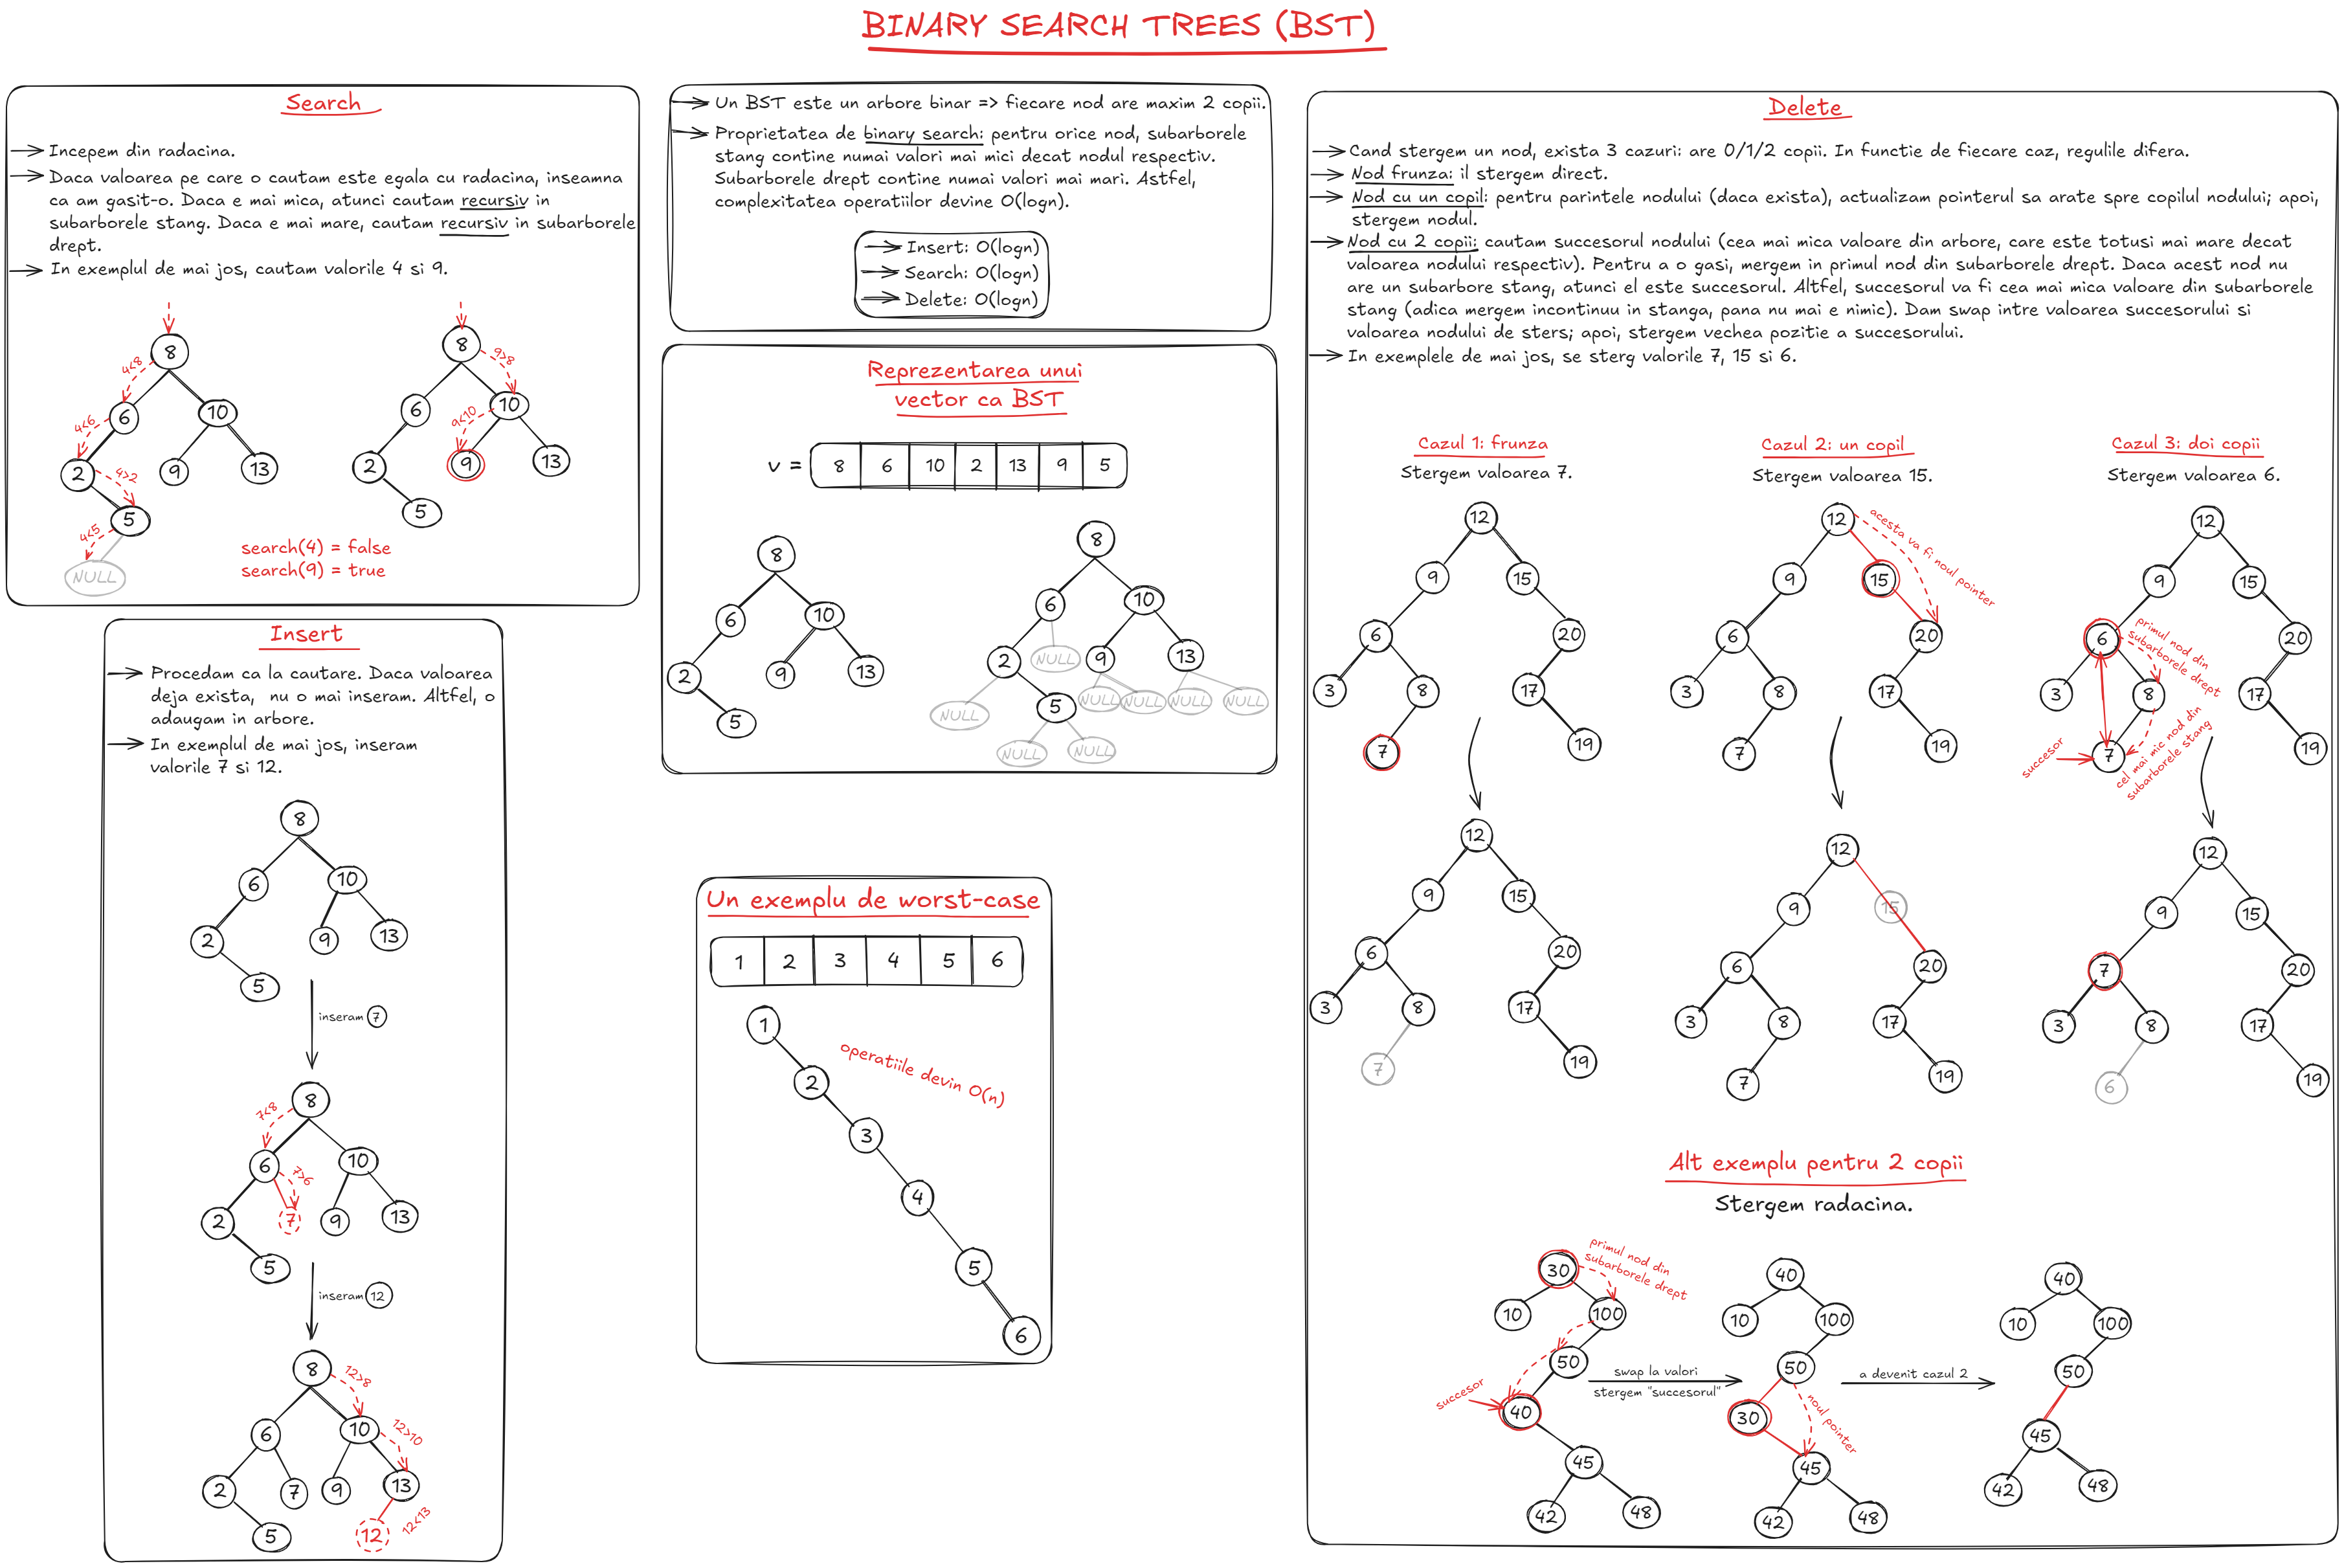 BINARY SEARCH TREES (BST)
Search
Incepem din radacina.
Daca valoarea pe care o cautam este egala cu radacina, inseamna
ca am gasit-o. Daca e mai mica, atunci cautam recursiv in
subarborele stang. Daca e mai mare, cautam recursiv in subarborele
drept.
In exemplul de mai jos, cautam valorile 4 si 9.
8
4<8
6
10
4<6
2
9
13
4>2
5
4<5
NULL
8
9>8
6
10
9<10
2
9
13
5
search(4) = false
search(9) = true
Insert
Procedam ca la cautare. Daca valoarea
deja exista, nu o mai inseram. Altfel, o
adaugam in arbore.
In exemplul de mai jos, inseram
valorile 7 si 12.
8
6
10
2
9
13
5
inseram 7
8
7<8
6
10
7>6
2
7
9
13
5
inseram 12
8
12>8
6
10
12>10
2
7
9
13
5
12
12<13
Un BST este un arbore binar => fiecare nod are maxim 2 copii.
Proprietatea de binary search: pentru orice nod, subarborele
stang contine numai valori mai mici decat nodul respectiv.
Subarborele drept contine numai valori mai mari. Astfel,
complexitatea operatiilor devine O(logn).
Insert: O(logn)
Search: O(logn)
Delete: O(logn)
Reprezentarea unui
vector ca BST
v = 8 6 10 2 13 9 5
8
6
10
2
9
13
5
8
6
10
2
NULL
9
13
NULL
5
NULL
NULL
NULL
NULL
NULL
NULL
Un exemplu de worst-case
1 2 3 4 5 6
1
operatiile devin O(n)
2
3
4
5
6
Delete
Cand stergem un nod, exista 3 cazuri: are 0/1/2 copii. In functie de fiecare caz, regulile difera.
Nod frunza: il stergem direct.
Nod cu un copil: pentru parintele nodului (daca exista), actualizam pointerul sa arate spre copilul nodului; apoi,
stergem nodul.
Nod cu 2 copii: cautam succesorul nodului (cea mai mica valoare din arbore, care este totusi mai mare decat
valoarea nodului respectiv). Pentru a o gasi, mergem in primul nod din subarborele drept. Daca acest nod nu
are un subarbore stang, atunci el este succesorul. Altfel, succesorul va fi cea mai mica valoare din subarborele
stang (adica mergem incontinuu in stanga, pana nu mai e nimic). Dam swap intre valoarea succesorului si
valoarea nodului de sters; apoi, stergem vechea pozitie a succesorului.
In exemplele de mai jos, se sterg valorile 7, 15 si 6.
Cazul 1: frunza
Stergem valoarea 7.
12
9
15
6
20
3
8
17
7
19
12
9
15
6
20
3
8
17
7
19
Cazul 2: un copil
Stergem valoarea 15.
12
acesta va fi noul pointer
9
15
6
20
3
8
17
7
19
12
9
15
6
20
3
8
17
7
19
Cazul 3: doi copii
Stergem valoarea 6.
12
9
15
6
primul nod din
subarborele drept
20
3
8
17
succesor
7
cel mai mic nod din
subarborele stang
19
12
9
15
7
20
3
8
17
6
19
Alt exemplu pentru 2 copii
Stergem radacina.
30
primul nod din
subarborele drept
10
100
50
succesor
40
45
42
48
swap la valori
stergem "succesorul"
40
10
100
50
30
noul pointer
45
42
48
a devenit cazul 2
40
10
100
50
45
42
48